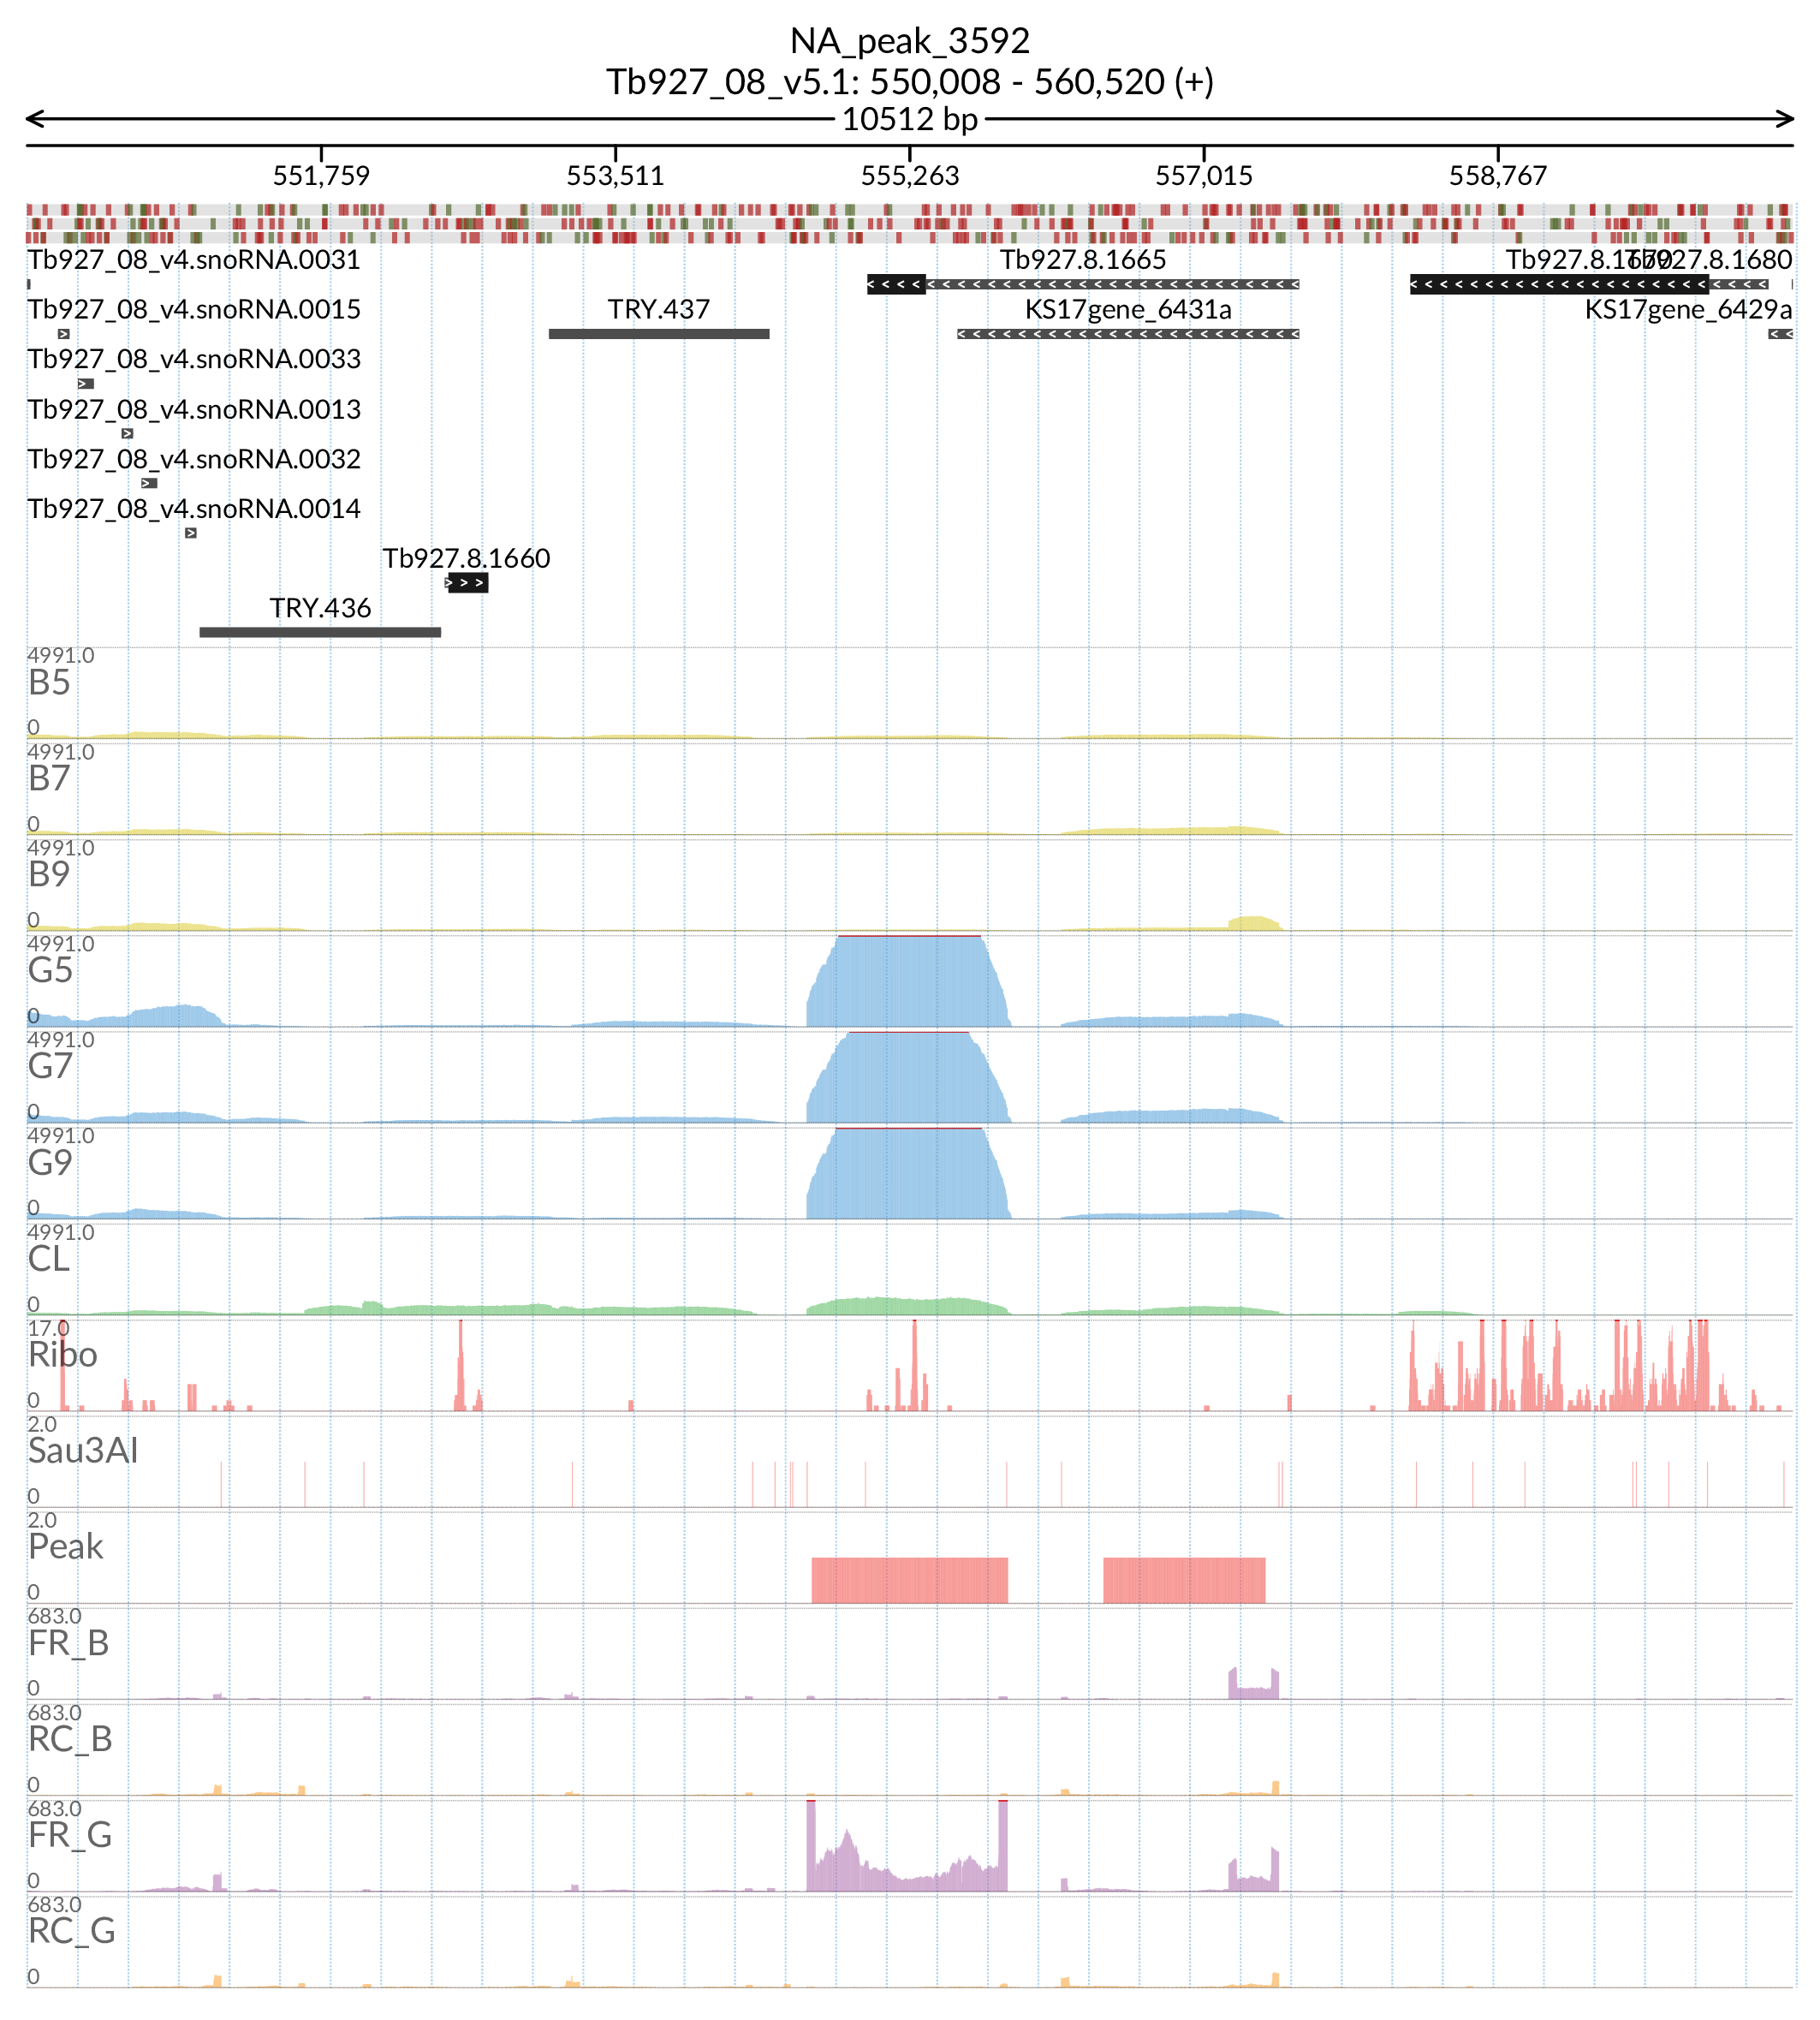 NA_peak_3592
Tb927_08_v5.1: 550,008 - 560,520 (+)
10512 bp
551,759 553,511 555,263 557,015 558,767
Tb927_08_v4.snoRNA.0031 Tb927.8.1665 Tb927.8.1670 Tb927.8.1680
Tb927_08_v4.snoRNA.0015 TRY.437 KS17gene_6431a KS17gene_6429a
Tb927_08_v4.snoRNA.0033
Tb927_08_v4.snoRNA.0013
Tb927_08_v4.snoRNA.0032
Tb927_08_v4.snoRNA.0014
Tb927.8.1660
TRY.436
4991.0
B5
0
4991.0
B7
0
4991.0
B9
0
4991.0
G5
0
4991.0
G7
0
4991.0
G9
0
4991.0
CL
0
17.0
Ribo
0
2.0
Sau3AI
0
2.0
Peak
0
683.0
FR_B
0
683.0
RC_B
0
683.0
FR_G
0
683.0
RC_G
0